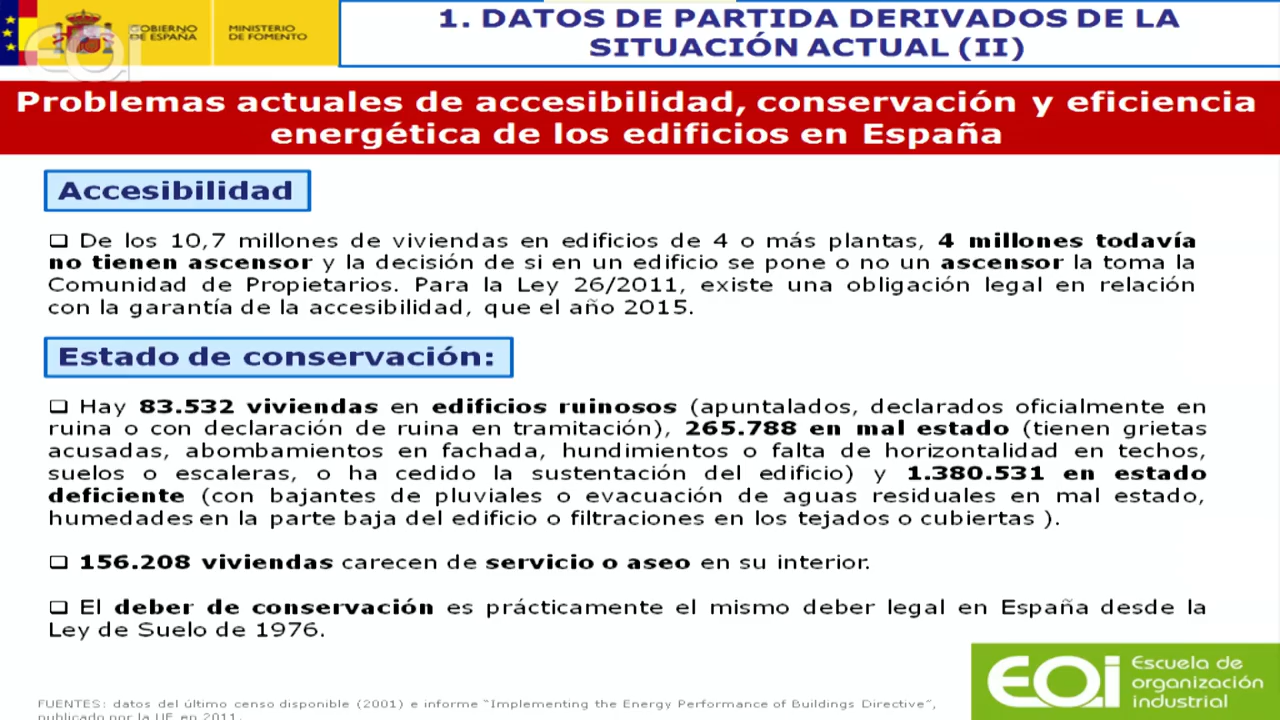 GOBIERNO
DE ESPAÑA
MINISTERIO
DE FOMENTO
eoi
1. DATOS DE PARTIDA DERIVADOS DE LA
SITUACIÓN ACTUAL (II)
Problemas actuales de accesibilidad, conservación y eficiencia
energética de los edificios en España
Accesibilidad
❑ De los 10,7 millones de viviendas en edificios de 4 o más plantas, 4 millones todavía
no tienen ascensor y la decisión de si en un edificio se pone o no un ascensor la toma la
Comunidad de Propietarios. Para la Ley 26/2011, existe una obligación legal en relación
con la garantía de la accesibilidad, que el año 2015.
Estado de conservación:
❑ Hay 83.532 viviendas en edificios ruinosos (apuntalados, declarados oficialmente en
ruina o con declaración de ruina en tramitación), 265.788 en mal estado (tienen grietas
acusadas, abombamientos en fachada, hundimientos o falta de horizontalidad en techos,
suelos o escaleras, o ha cedido la sustentación del edificio) y 1.380.531 en estado
deficiente (con bajantes de pluviales o evacuación de aguas residuales en mal estado,
humedades en la parte baja del edificio o filtraciones en los tejados o cubiertas ).
❑ 156.208 viviendas carecen de servicio o aseo en su interior.
❑ El deber de conservación es prácticamente el mismo deber legal en España desde la
Ley de Suelo de 1976.
FUENTES: datos del último censo disponible (2001) e informe "Implementing the Energy Performance of Buildings Directive",
publicado por la UE en 2011.
eoi
Escuela de
organización
industrial